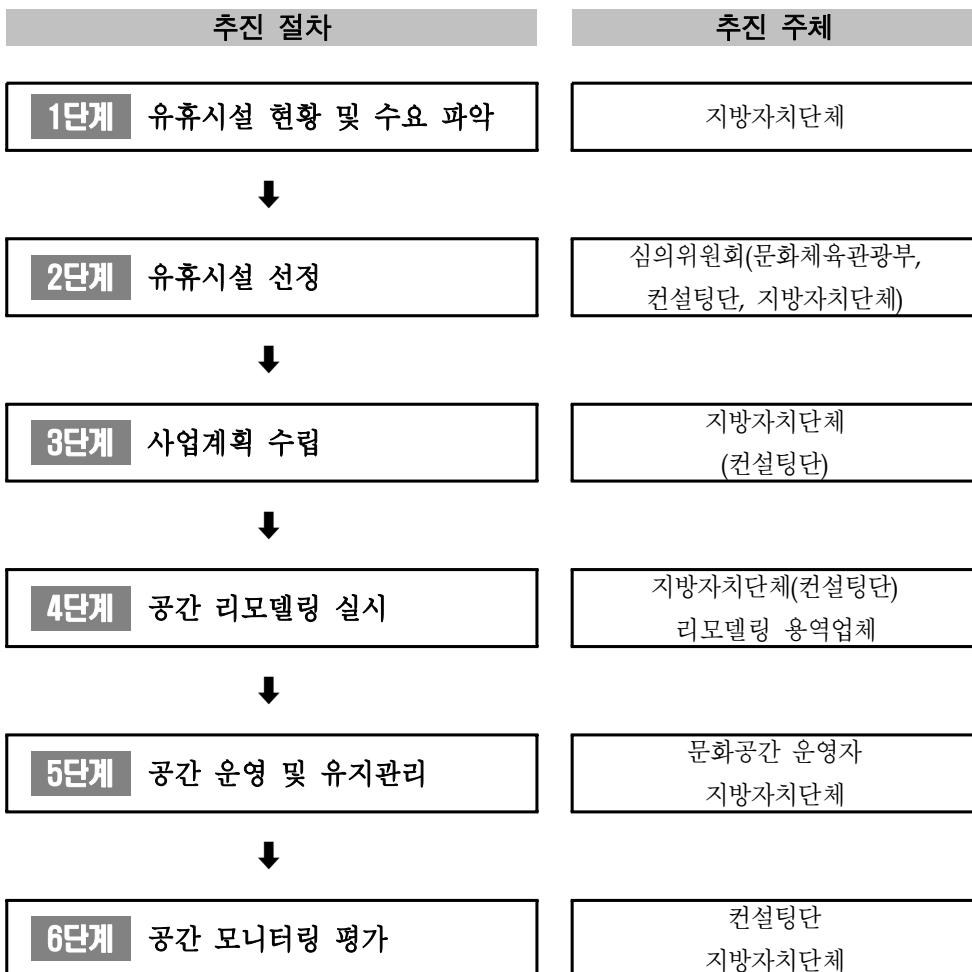 추진 절차
추진 주체
1단계 유휴시설 현황 및 수요 파악
지방자치단체
2단계 유휴시설 선정
심의위원회(문화체육관광부,
컨설팅단, 지방자치단체)
3단계 사업계획 수립
지방자치단체
(컨설팅단)
4단계 공간 리모델링 실시
지방자치단체(컨설팅단)
리모델링 용역업체
5단계 공간 운영 및 유지관리
문화공간 운영자
지방자치단체
6단계 공간 모니터링 평가
컨설팅단
지방자치단체